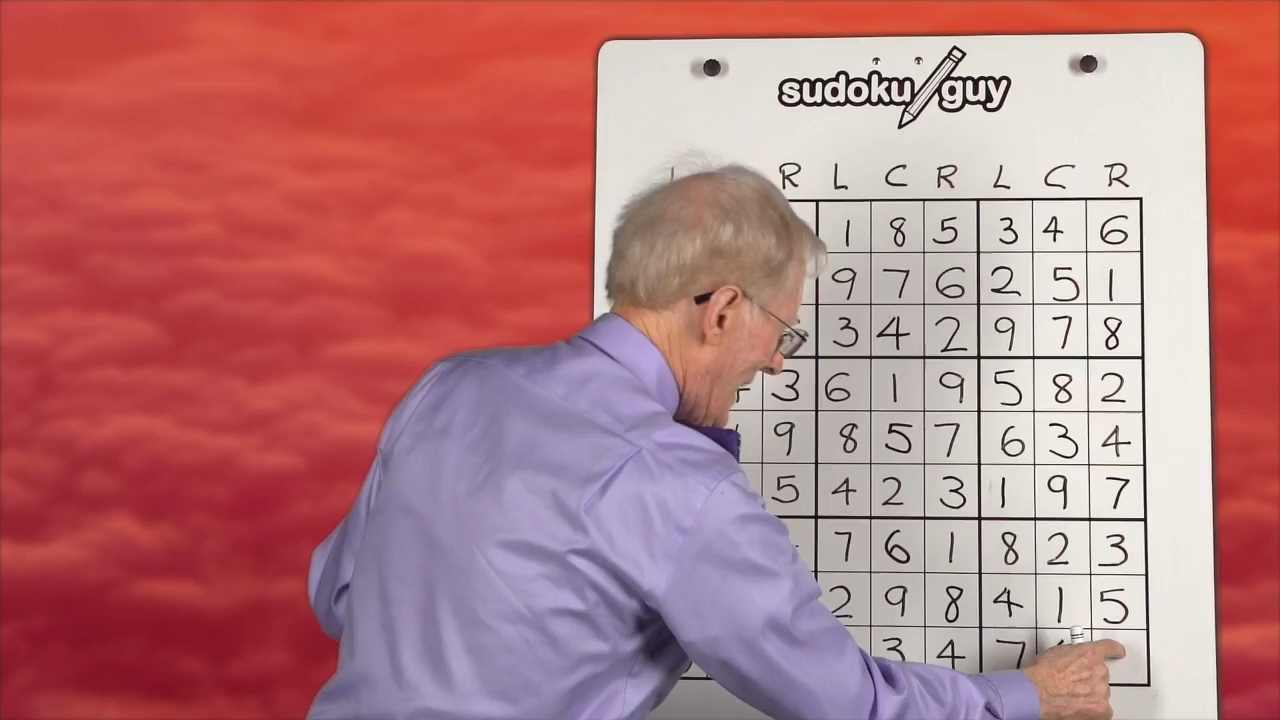 sudoku guy
R L C R L C R
1 8 5 3 4 6
9 7 6 2 5 1
3 4 2 9 7 8
3 6 1 9 5 8 2
9 8 5 7 6 3 4
5 4 2 3 1 9 7
7 6 1 8 2 3
2 9 8 4 1 5
3 4 7